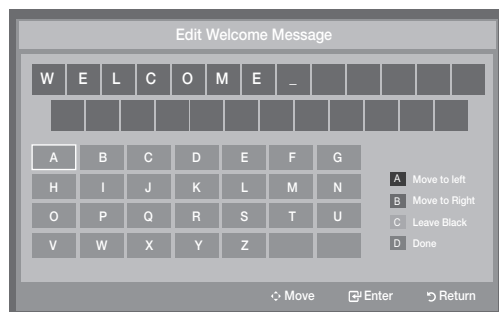 Edit Welcome Message
W E L C O M E _
A B C D E F G
H I J K L M N
O P Q R S T U
V W X Y Z
A Move to left
B Move to Right
C Leave Black
D Done
Move Enter Return